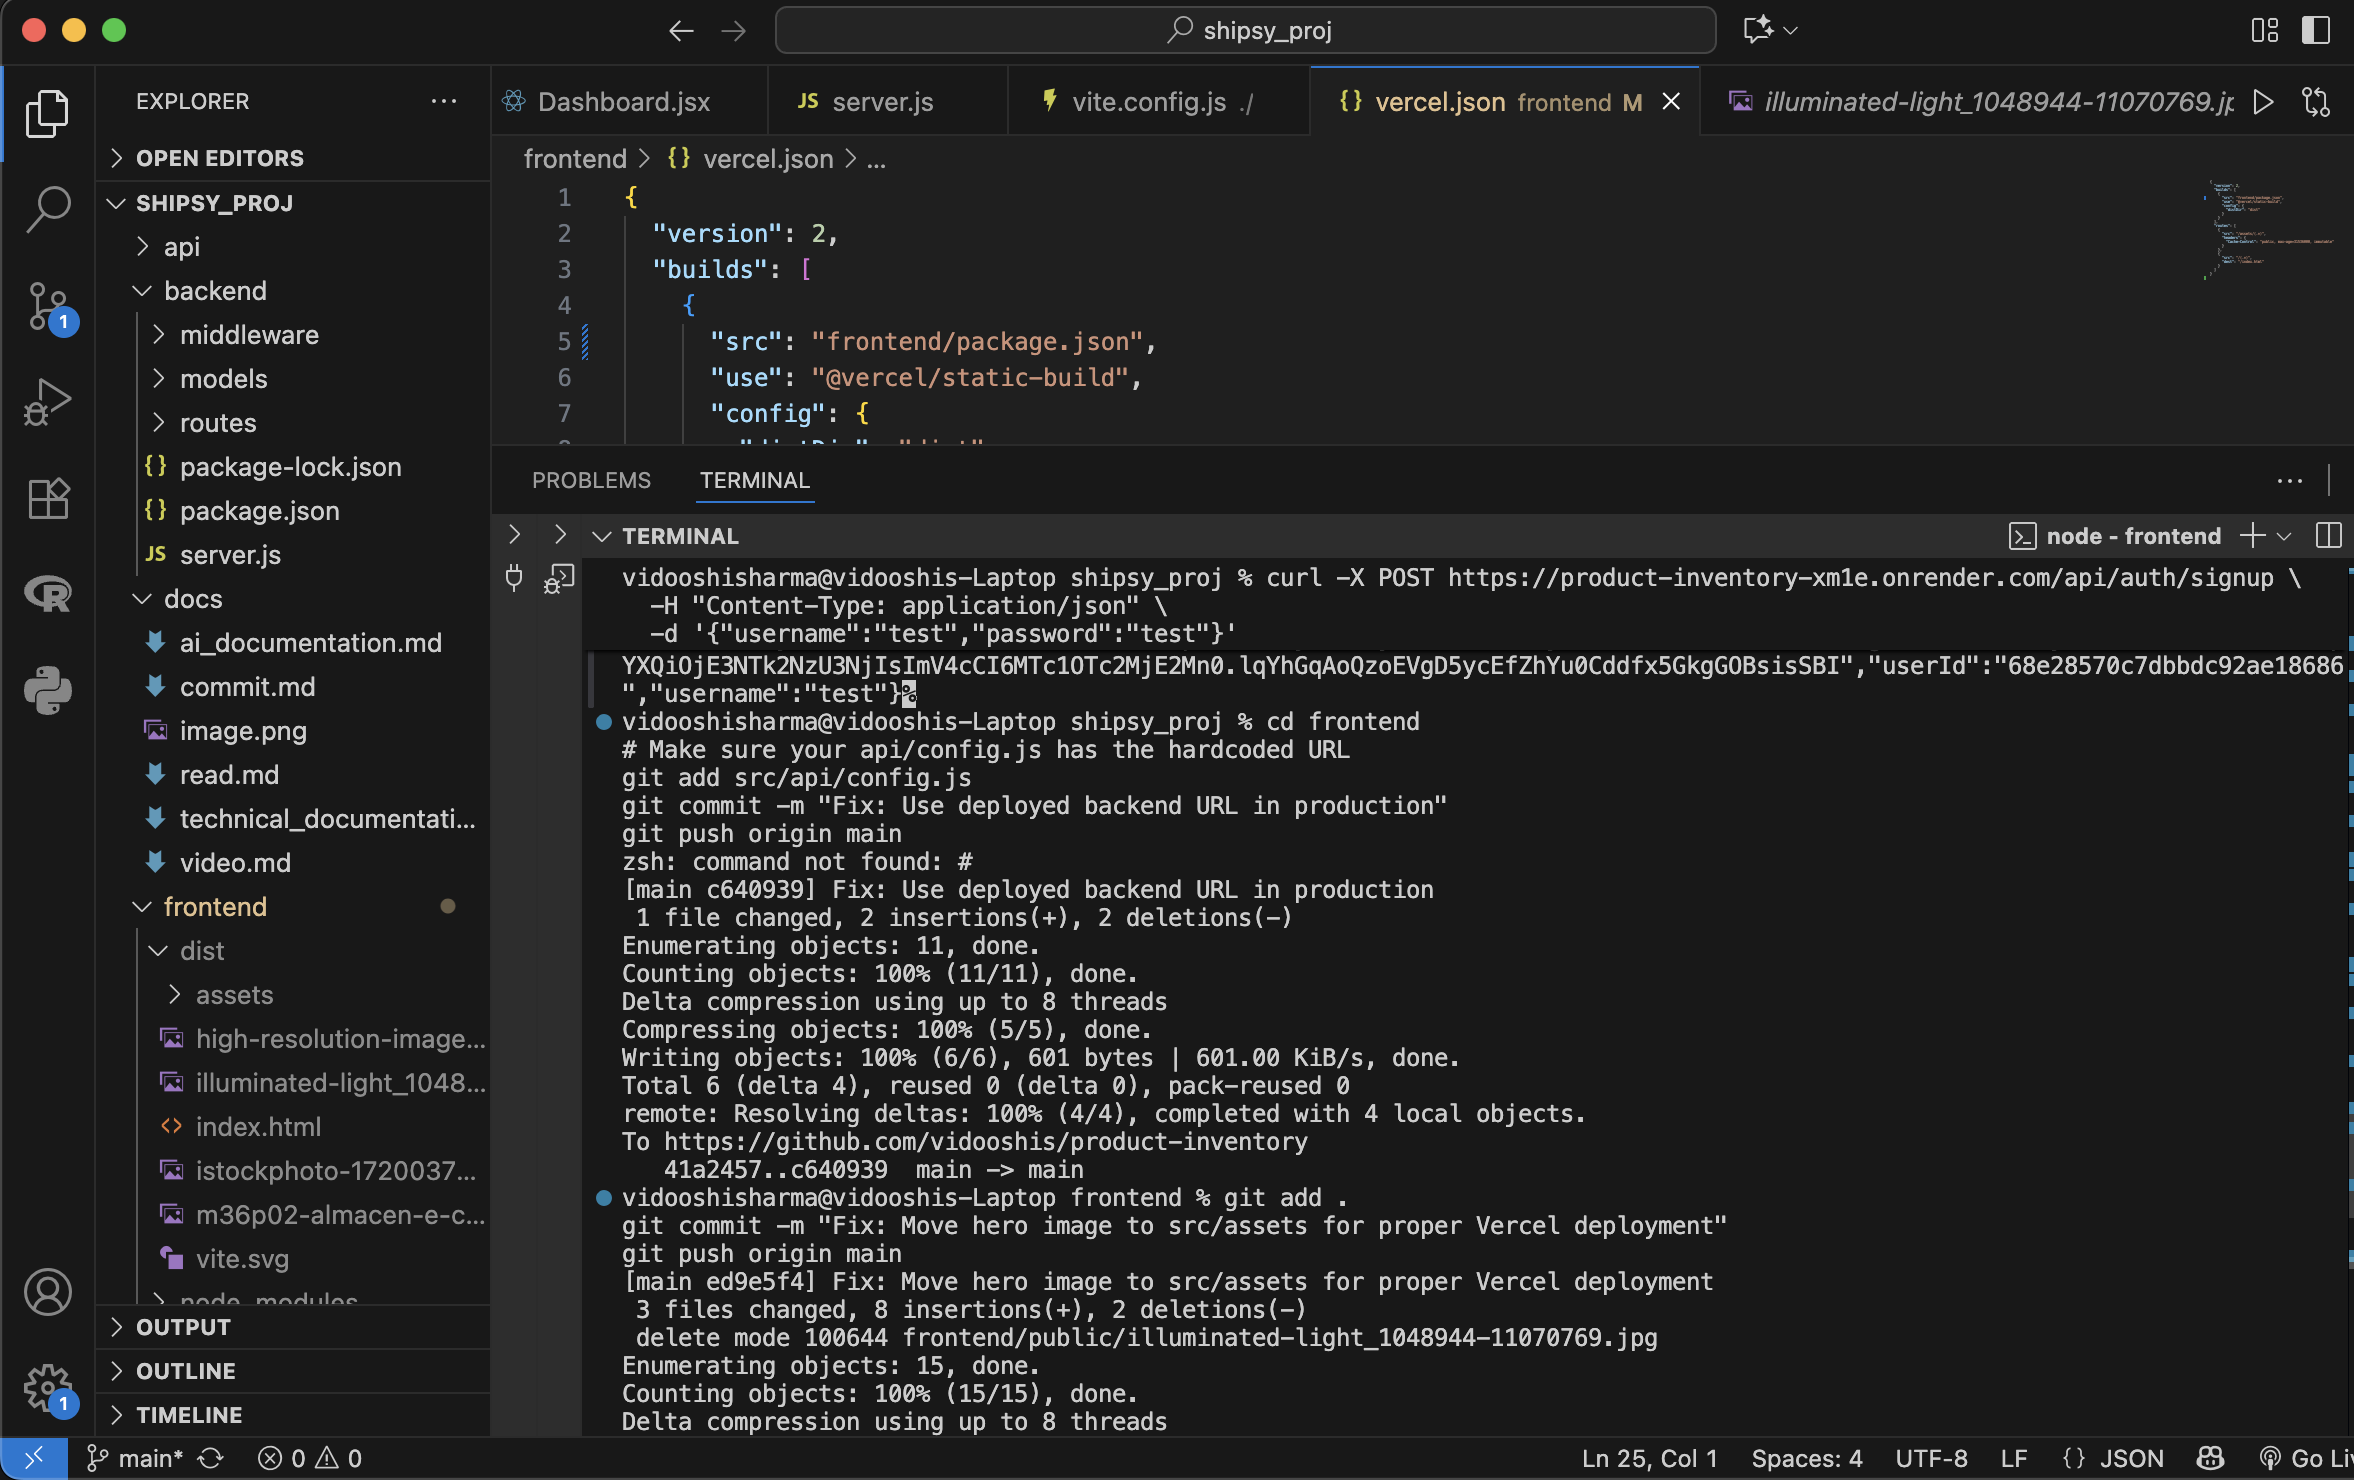 shipsy_proj
EXPLORER
OPEN EDITORS
SHIPSY_PROJ
api
backend
middleware
models
routes
package-lock.json
package.json
JS server.js
docs
ai_documentation.md
commit.md
image.png
read.md
technical_documentati...
video.md
frontend
dist
assets
high-resolution-image...
illuminated-light_1048...
index.html
istockphoto-1720037...
m36p02-almacen-e-c...
vite.svg
node_modules
OUTPUT
OUTLINE
TIMELINE
1
1
Dashboard.jsx
JS server.js
vite.config.js ./
{} vercel.json frontend M
illuminated-light_1048944-11070769.jp
frontend > {} vercel.json > ...
1 {
2 "version": 2,
3 "builds": [
4 {
5 "src": "frontend/package.json",
6 "use": "@vercel/static-build",
7 "config": {
8 "distDir": "dist"
PROBLEMS TERMINAL
TERMINAL
node - frontend
vidooshisharma@vidooshis-Laptop shipsy_proj % curl -X POST https://product-inventory-xm1e.onrender.com/api/auth/signup \
-H "Content-Type: application/json" \
-d '{"username":"test","password":"test"}'
YXQiOjE3NTk2NzU3NjIsImV4cCI6MTc1OTc2MjE2Mn0.lqYhGqAoQzoEVgD5ycEfZhYu0Cddfx5GkgGOBsisSBI","userId":"68e28570c7dbbdc92ae18686
","username":"test"}%
vidooshisharma@vidooshis-Laptop shipsy_proj % cd frontend
# Make sure your api/config.js has the hardcoded URL
git add src/api/config.js
git commit -m "Fix: Use deployed backend URL in production"
git push origin main
zsh: command not found: #
[main c640939] Fix: Use deployed backend URL in production
1 file changed, 2 insertions(+), 2 deletions(-)
Enumerating objects: 11, done.
Counting objects: 100% (11/11), done.
Delta compression using up to 8 threads
Compressing objects: 100% (5/5), done.
Writing objects: 100% (6/6), 601 bytes | 601.00 KiB/s, done.
Total 6 (delta 4), reused 0 (delta 0), pack-reused 0
remote: Resolving deltas: 100% (4/4), completed with 4 local objects.
To https://github.com/vidooshis/product-inventory
41a2457..c640939 main -> main
vidooshisharma@vidooshis-Laptop frontend % git add .
git commit -m "Fix: Move hero image to src/assets for proper Vercel deployment"
git push origin main
[main ed9e5f4] Fix: Move hero image to src/assets for proper Vercel deployment
3 files changed, 8 insertions(+), 2 deletions(-)
delete mode 100644 frontend/public/illuminated-light_1048944-11070769.jpg
Enumerating objects: 15, done.
Counting objects: 100% (15/15), done.
Delta compression using up to 8 threads
main* 0 0
Ln 25, Col 1 Spaces: 4 UTF-8 LF {} JSON Go Li